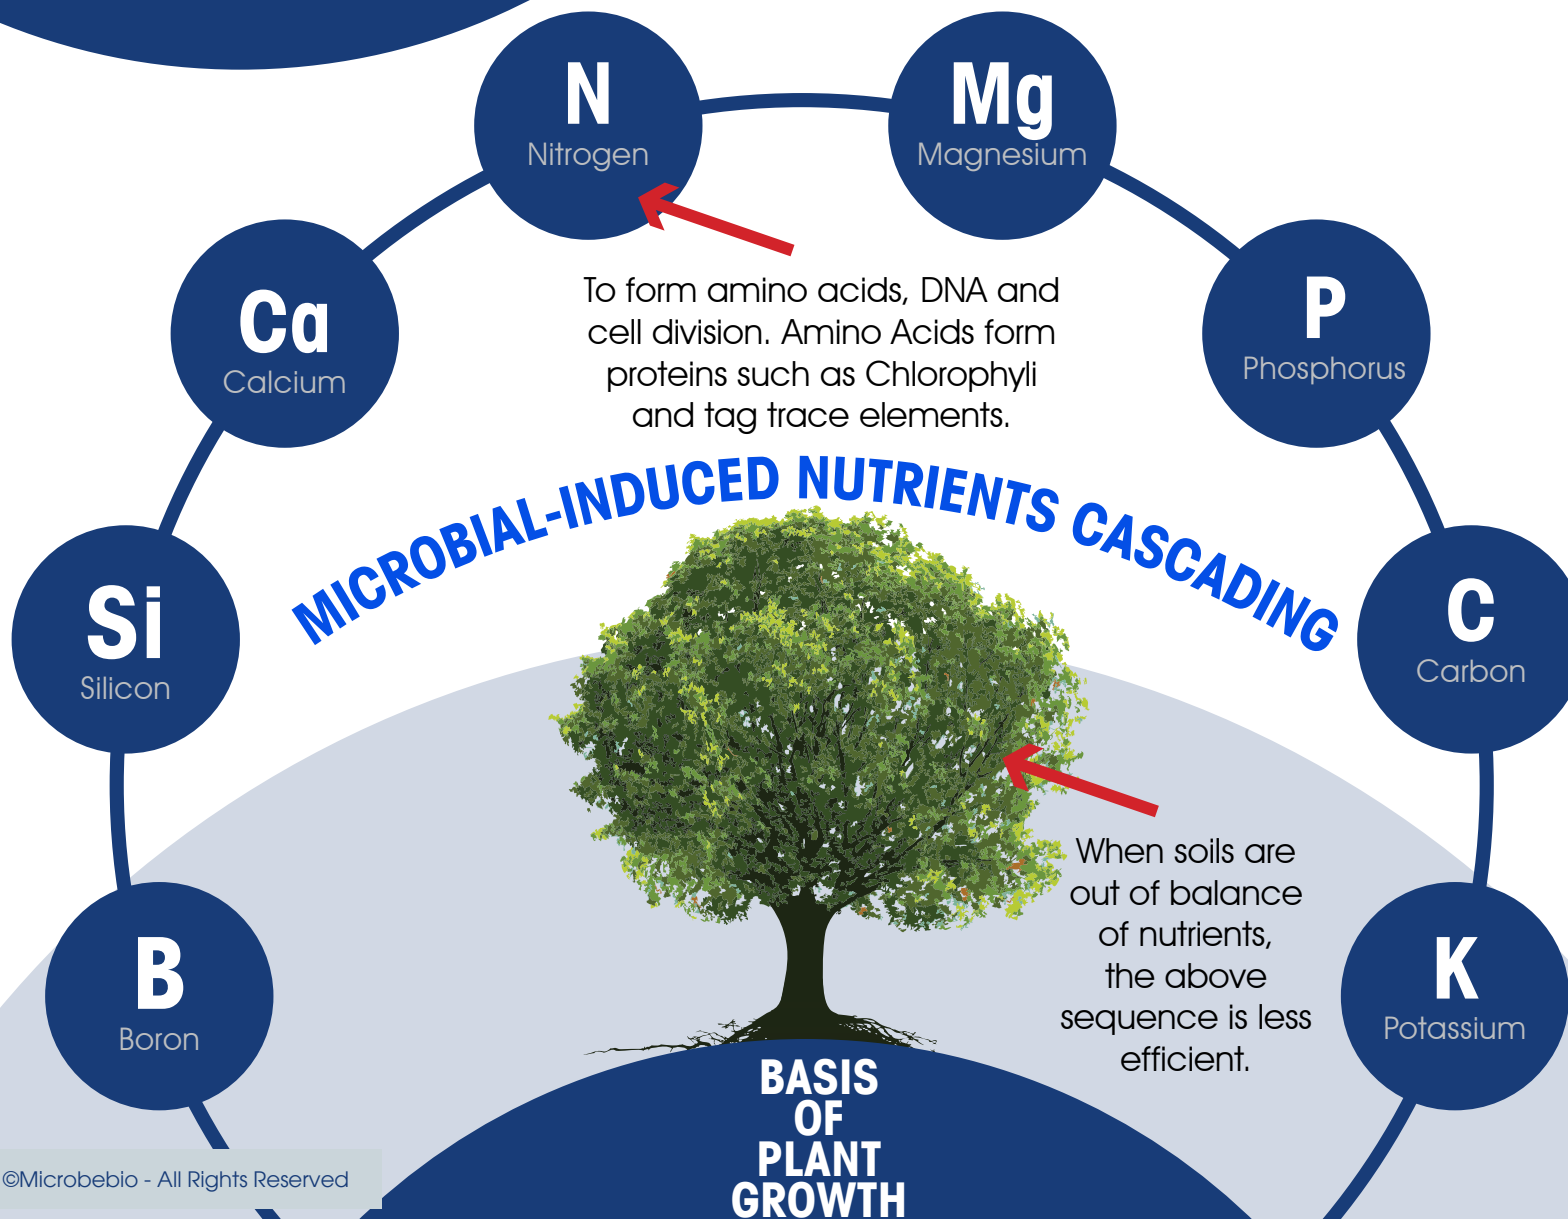 N
Nitrogen
Mg
Magnesium
Ca
Calcium
P
Phosphorus
To form amino acids, DNA and
cell division. Amino Acids form
proteins such as Chlorophyli
and tag trace elements.
MICROBIAL-INDUCED NUTRIENTS CASCADING
Si
Silicon
C
Carbon
When soils are
out of balance
of nutrients,
the above
sequence is less
efficient.
B
Boron
K
Potassium
BASIS
OF
PLANT
GROWTH
©Microbebio - All Rights Reserved